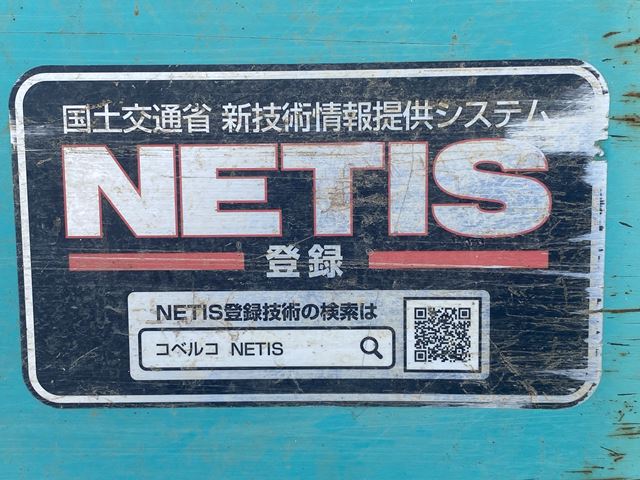 国土交通省 新技術情報提供システム
NETIS
登録
NETIS登録技術の検索は
コベルコ NETIS